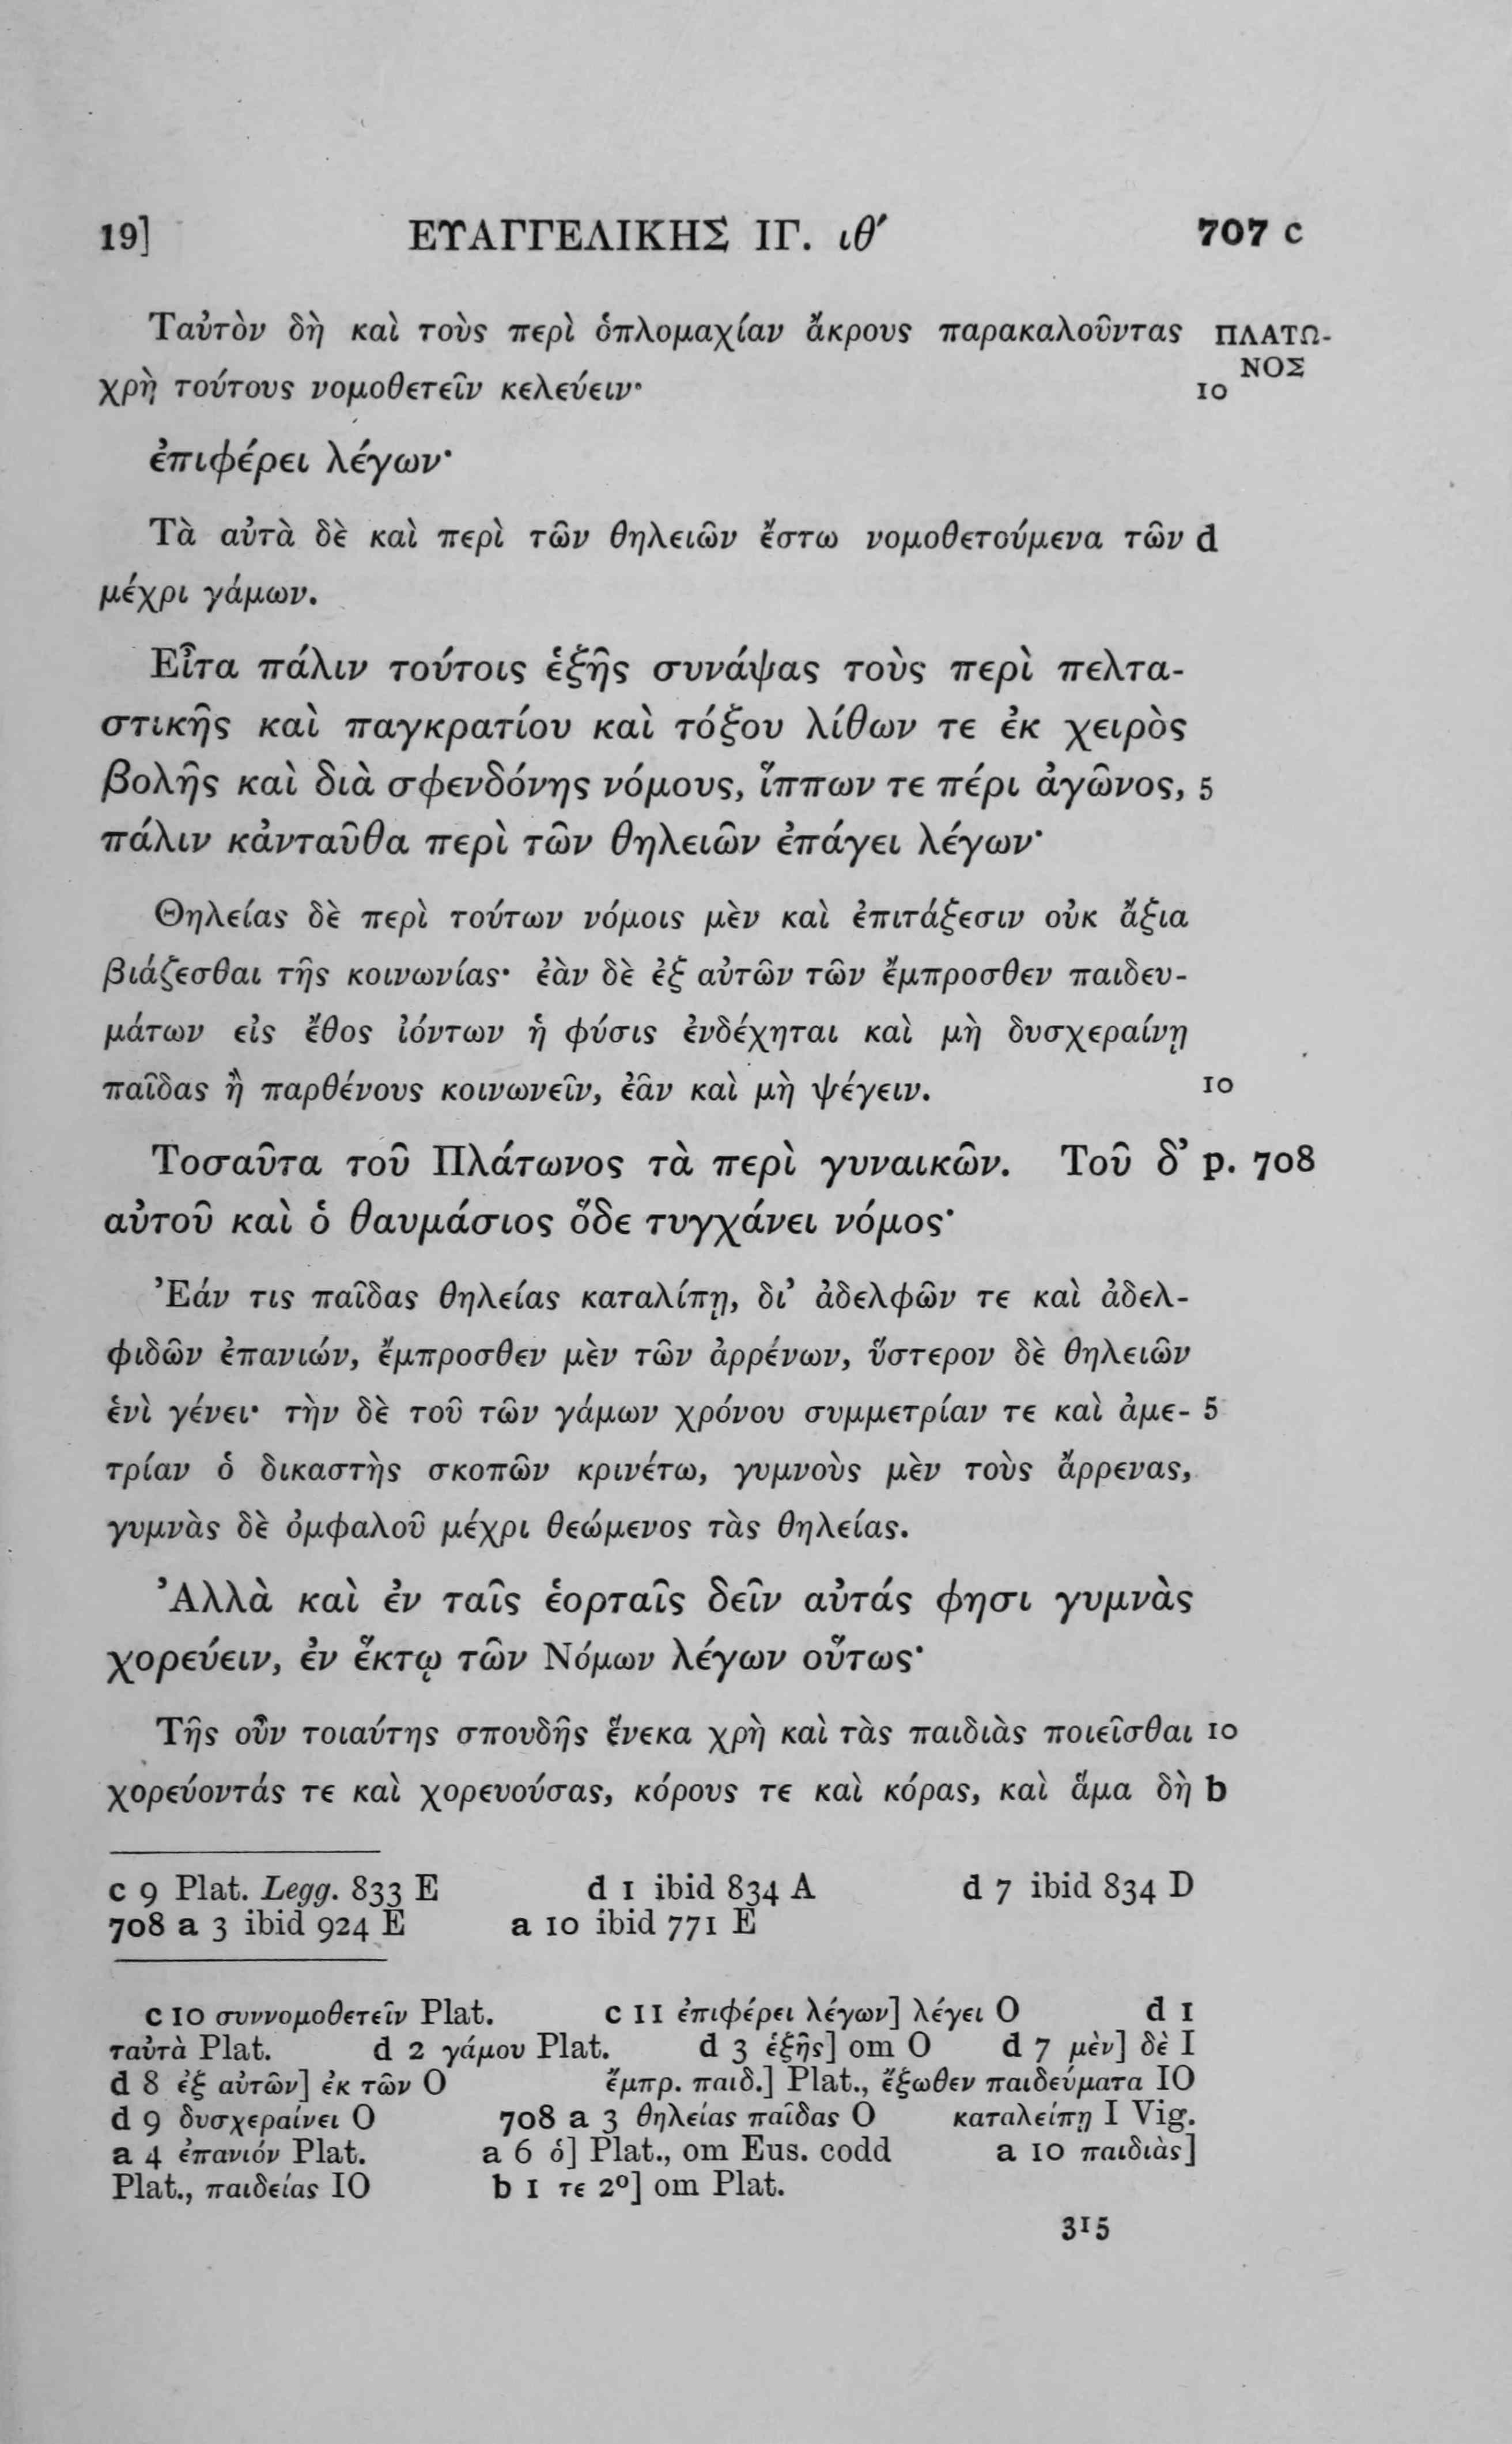 19] ΕΥΑΓΓΕΛΙΚΗΣ ΙΓ. ιθ′ 707 c
Ταὐτὸν δὴ καὶ τοὺς περὶ ὁπλομαχίαν ἄκρους παρακαλοῦντας ΠΛΑΤΩ-
ΝΟΣ
χρὴ τούτους νομοθετεῖν κελεύειν· 10
ἐπιφέρει λέγων·
Τὰ αὐτὰ δὲ καὶ περὶ τῶν θηλειῶν ἔστω νομοθετούμενα τῶν d
μέχρι γάμων.
Εἶτα πάλιν τούτοις ἑξῆς συνάψας τοὺς περὶ πελτα-
στικῆς καὶ παγκρατίου καὶ τόξου λίθων τε ἐκ χειρὸς
βολῆς καὶ διὰ σφενδόνης νόμους, ἵππων τε πέρι ἀγῶνος, 5
πάλιν κἀνταῦθα περὶ τῶν θηλειῶν ἐπάγει λέγων·
Θηλείας δὲ περὶ τούτων νόμοις μὲν καὶ ἐπιτάξεσιν οὐκ ἄξια
βιάζεσθαι τῆς κοινωνίας· ἐὰν δὲ ἐξ αὐτῶν τῶν ἔμπροσθεν παιδευ-
μάτων εἰς ἔθος ἰόντων ἡ φύσις ἐνδέχηται καὶ μὴ δυσχεραίνῃ
παῖδας ἢ παρθένους κοινωνεῖν, ἐᾶν καὶ μὴ ψέγειν. 10
Τοσαῦτα τοῦ Πλάτωνος τὰ περὶ γυναικῶν. Τοῦ δ’ p. 708
αὐτοῦ καὶ ὁ θαυμάσιος ὅδε τυγχάνει νόμος·
Ἐάν τις παῖδας θηλείας καταλίπῃ, δι’ ἀδελφῶν τε καὶ ἀδελ-
φιδῶν ἐπανιών, ἔμπροσθεν μὲν τῶν ἀρρένων, ὕστερον δὲ θηλειῶν
ἑνὶ γένει· τὴν δὲ τοῦ τῶν γάμων χρόνου συμμετρίαν τε καὶ ἀμε- 5
τρίαν ὁ δικαστὴς σκοπῶν κρινέτω, γυμνοὺς μὲν τοὺς ἄρρενας,
γυμνὰς δὲ ὀμφαλοῦ μέχρι θεώμενος τὰς θηλείας.
Ἀλλὰ καὶ ἐν ταῖς ἑορταῖς δεῖν αὐτάς φησι γυμνὰς
χορεύειν, ἐν ἕκτῳ τῶν Νόμων λέγων οὕτως·
Τῆς οὖν τοιαύτης σπουδῆς ἕνεκα χρὴ καὶ τὰς παιδιὰς ποιεῖσθαι 10
χορεύοντάς τε καὶ χορευούσας, κόρους τε καὶ κόρας, καὶ ἅμα δὴ b
c 9 Plat. Legg. 833 E d 1 ibid 834 A d 7 ibid 834 D
708 a 3 ibid 924 E a 10 ibid 771 E
c 10 συννομοθετεῖν Plat. c 11 ἐπιφέρει λέγων] λέγει O d 1
ταὐτὰ Plat. d 2 γάμου Plat. d 3 ἑξῆς] om O d 7 μὲν] δὲ I
d 8 ἐξ αὐτῶν] ἐκ τῶν O ἔμπρ. παιδ.] Plat., ἔξωθεν παιδεύματα IO
d 9 δυσχεραίνει O 708 a 3 θηλείας παῖδας O καταλείπῃ I Vig.
a 4 ἐπανιόν Plat. a 6 ὁ] Plat., om Eus. codd a 10 παιδιὰς]
Plat., παιδείας IO b 1 τε 2º] om Plat.
315